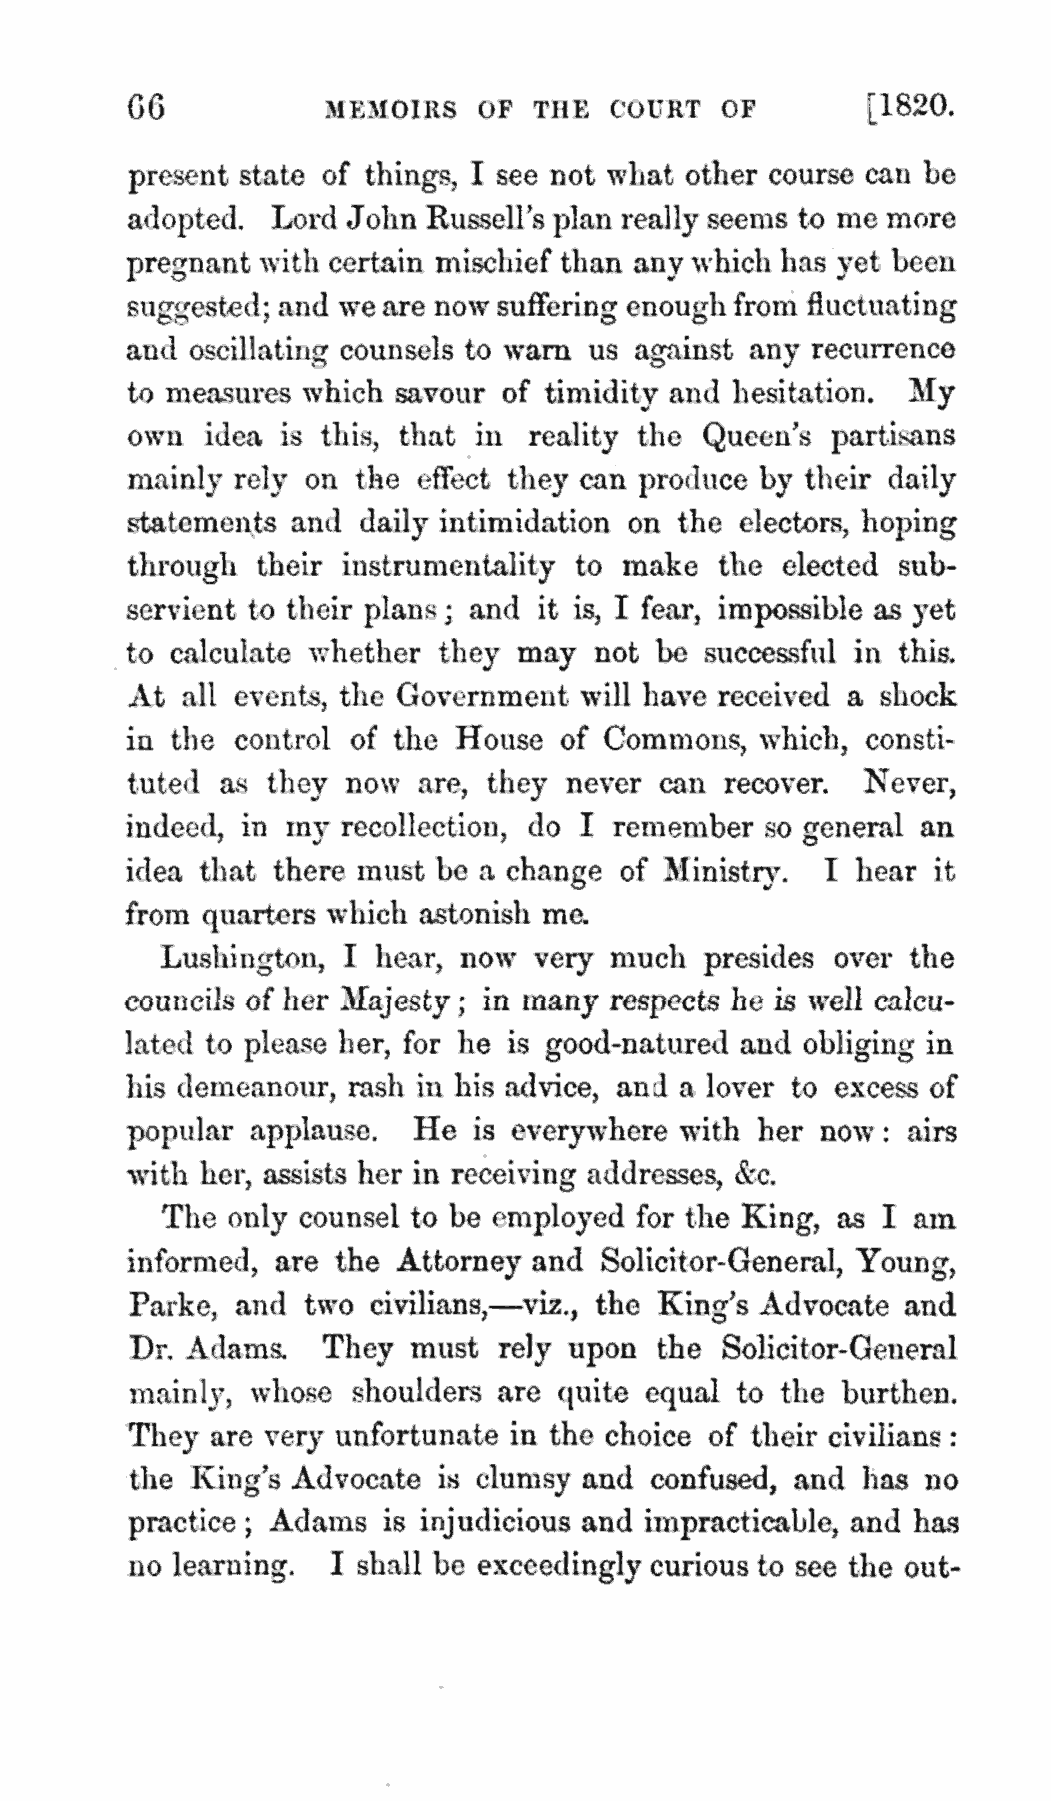 66 MEMOIRS OF THE COURT OF [1820.
present state of things, I see not what other course can be
adopted. Lord John Russell's plan really seems to me more
pregnant with certain mischief than any which has yet been
suggested; and we are now suffering enough from fluctuating
and oscillating counsels to warn us against any recurrence
to measures which savour of timidity and hesitation. My
own idea is this, that in reality the Queen's partisans
mainly rely on the effect they can produce by their daily
statements and daily intimidation on the electors, hoping
through their instrumentality to make the elected sub-
servient to their plans; and it is, I fear, impossible as yet
to calculate whether they may not be successful in this.
At all events, the Government will have received a shock
in the control of the House of Commons, which, consti-
tuted as they now are, they never can recover. Never,
indeed, in my recollection, do I remember so general an
idea that there must be a change of Ministry. I hear it
from quarters which astonish me.
Lushington, I hear, now very much presides over the
councils of her Majesty; in many respects he is well calcu-
lated to please her, for he is good-natured and obliging in
his demeanour, rash in his advice, and a lover to excess of
popular applause. He is everywhere with her now: airs
with her, assists her in receiving addresses, &c.
The only counsel to be employed for the King, as I am
informed, are the Attorney and Solicitor-General, Young,
Parke, and two civilians,—viz., the King's Advocate and
Dr. Adams. They must rely upon the Solicitor-General
mainly, whose shoulders are quite equal to the burthen.
They are very unfortunate in the choice of their civilians:
the King's Advocate is clumsy and confused, and has no
practice; Adams is injudicious and impracticable, and has
no learning. I shall be exceedingly curious to see the out-